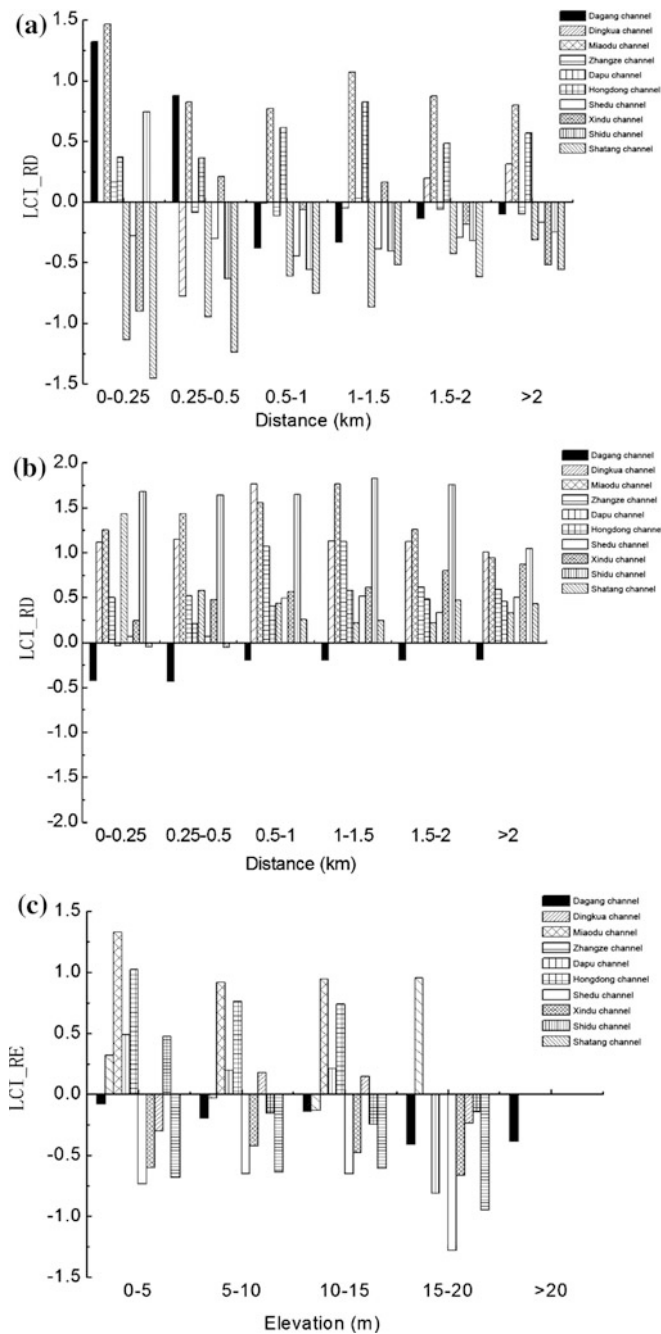 (a)
LCI_RD
1.5
1.0
0.5
0.0
-0.5
-1.0
-1.5
0-0.25 0.25-0.5 0.5-1 1-1.5 1.5-2 >2
Distance (km)
Dagang channel
Dingkua channel
Miaodu channel
Zhangze channel
Dapu channel
Hongdong channel
Shedu channel
Xindu channel
Shidu channel
Shatang channel
(b)
LCI_RD
2.0
1.5
1.0
0.5
0.0
-0.5
-1.0
-1.5
-2.0
0-0.25 0.25-0.5 0.5-1 1-1.5 1.5-2 >2
Distance (km)
Dagang channel
Dingkua channel
Miaodu channel
Zhangze channel
Dapu channel
Hongdong channe
Shedu channel
Xindu channel
Shidu channel
Shatang channel
(c)
LCI_RE
1.5
1.0
0.5
0.0
-0.5
-1.0
-1.5
0-5 5-10 10-15 15-20 >20
Elevation (m)
Dagang channel
Dingkua channel
Miaodu channel
Zhangze channel
Dapu channel
Hongdong channel
Shedu channel
Xindu channel
Shidu channel
Shatang channel